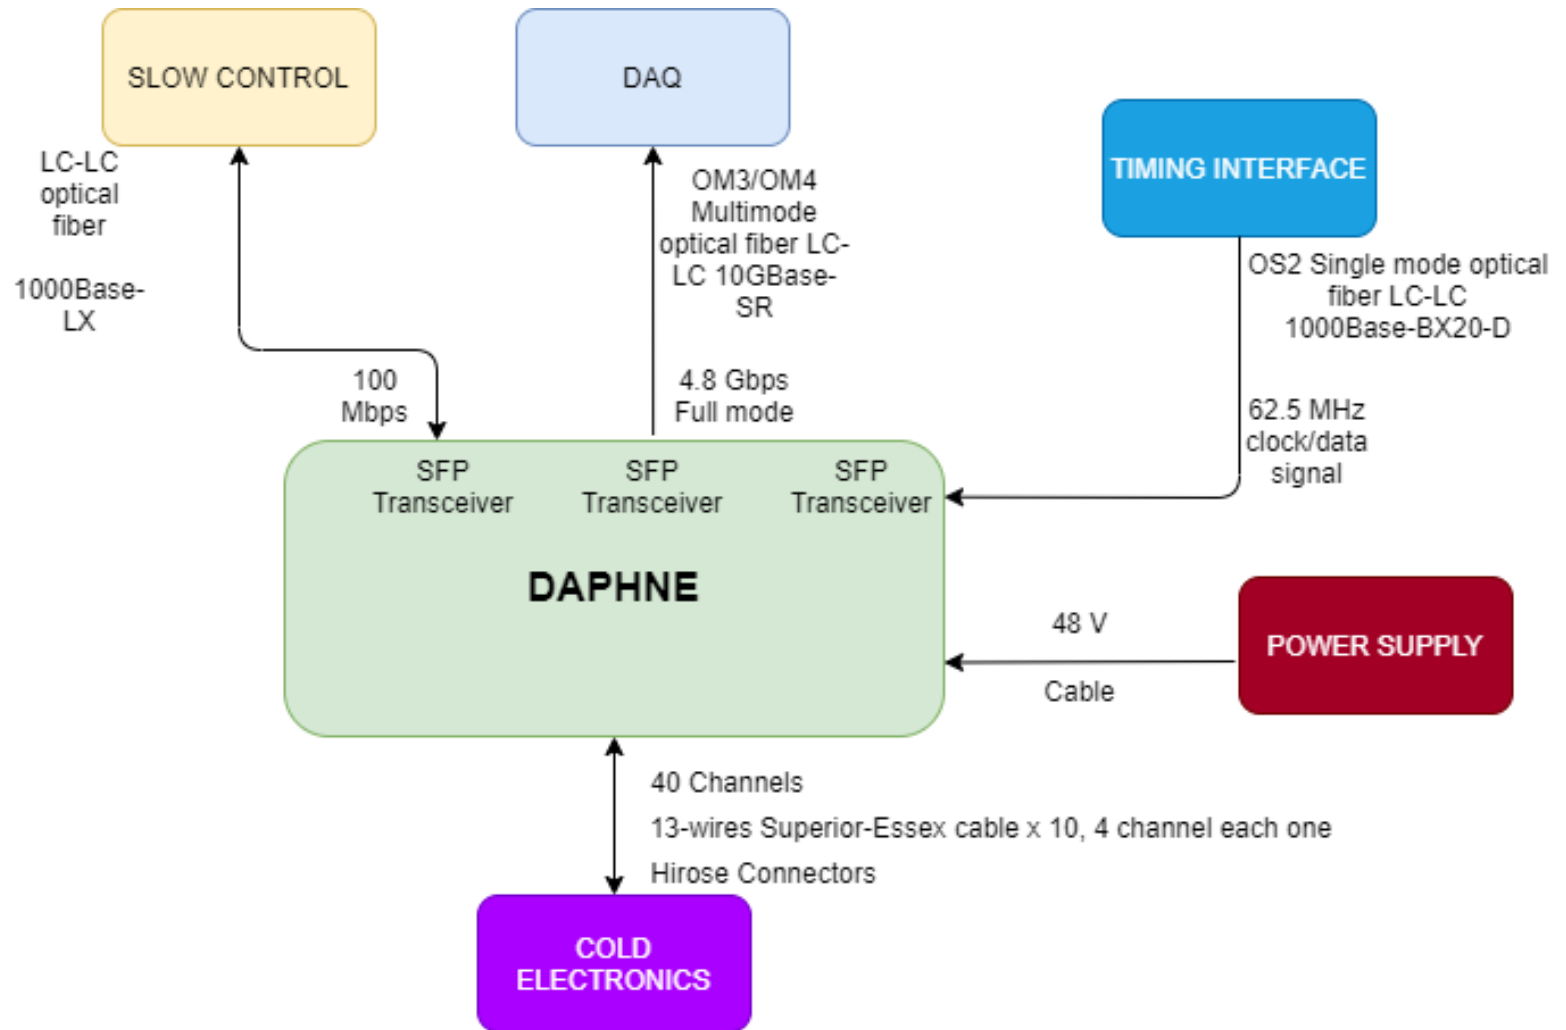 SLOW CONTROL
DAQ
TIMING INTERFACE
LC-LC
optical
fiber
1000Base-
LX
OM3/OM4
Multimode
optical fiber LC-
LC 10GBase-
SR
OS2 Single mode optical
fiber LC-LC
1000Base-BX20-D
100
Mbps
4.8 Gbps
Full mode
62.5 MHz
clock/data
signal
SFP
Transceiver
SFP
Transceiver
SFP
Transceiver
DAPHNE
48 V
Cable
POWER SUPPLY
40 Channels
13-wires Superior-Essex cable x 10, 4 channel each one
Hirose Connectors
COLD
ELECTRONICS